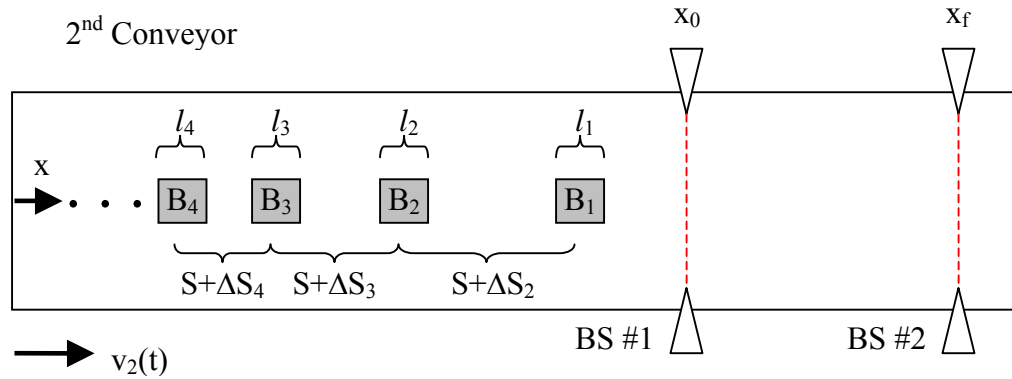 2nd Conveyor
x₀ x_f
l₄ l₃ l₂ l₁
x
. . . B₄ B₃ B₂ B₁
S+ΔS₄ S+ΔS₃ S+ΔS₂
BS #1 BS #2
v₂(t)